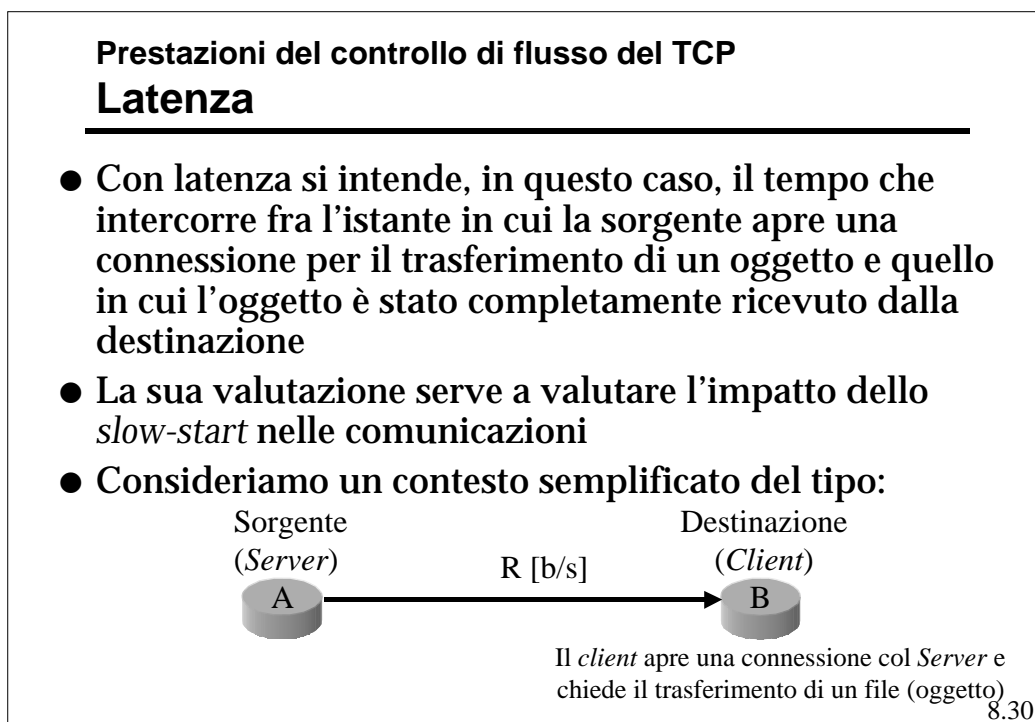 Prestazioni del controllo di flusso del TCP
Latenza
● Con latenza si intende, in questo caso, il tempo che
intercorre fra l'istante in cui la sorgente apre una
connessione per il trasferimento di un oggetto e quello
in cui l'oggetto è stato completamente ricevuto dalla
destinazione
● La sua valutazione serve a valutare l'impatto dello
slow-start nelle comunicazioni
● Consideriamo un contesto semplificato del tipo:
Sorgente
(Server)
A
R [b/s]
Destinazione
(Client)
B
Il client apre una connessione col Server e
chiede il trasferimento di un file (oggetto)
8.30